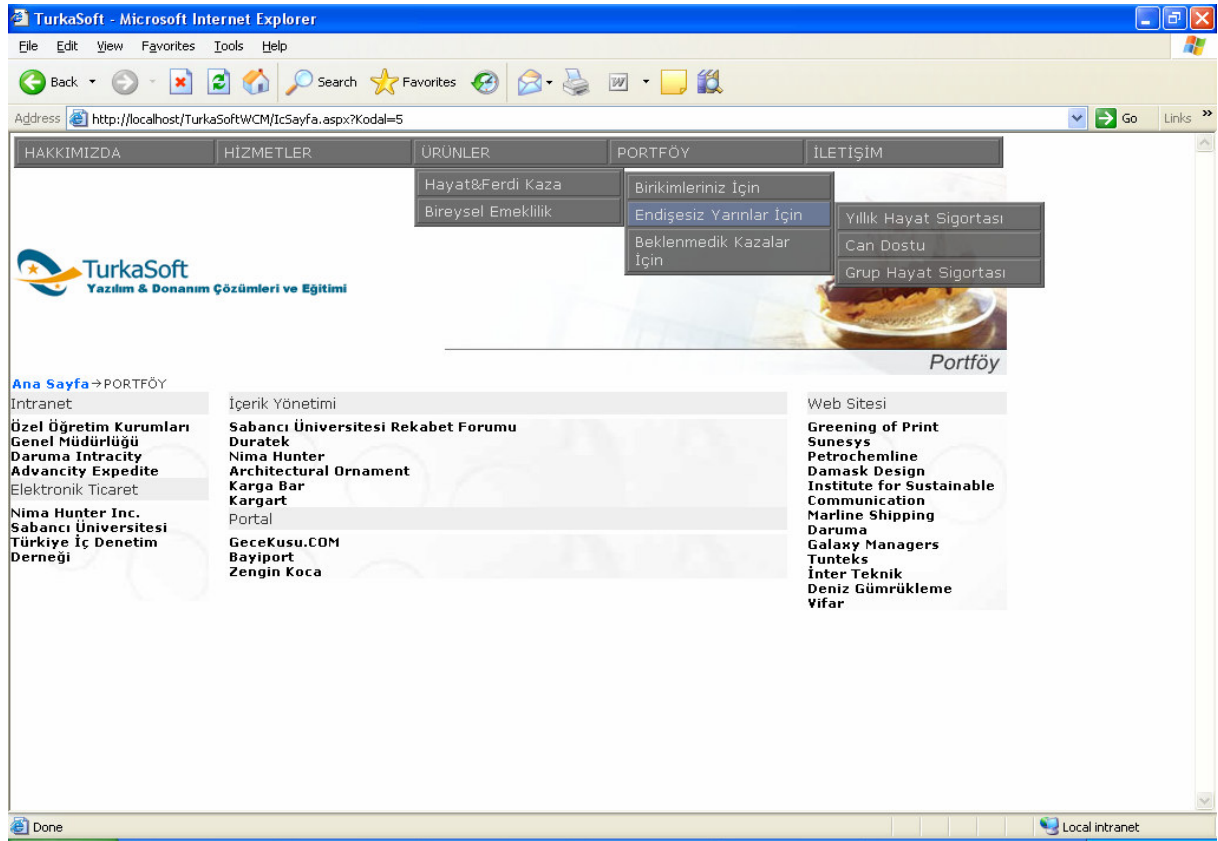 TurkaSoft - Microsoft Internet Explorer
File Edit View Favorites Tools Help
Back Search Favorites
Address http://localhost/TurkaSoftWCM/IcSayfa.aspx?Kodal=5 Go Links »
HAKKIMIZDA HİZMETLER ÜRÜNLER PORTFÖY İLETİŞİM
Hayat&Ferdi Kaza
Bireysel Emeklilik
Birikimleriniz İçin
Endişesiz Yarınlar İçin
Beklenmedik Kazalar
İçin
Yıllık Hayat Sigortası
Can Dostu
Grup Hayat Sigortası
TurkaSoft
Yazılım & Donanım Çözümleri ve Eğitimi
Portföy
Ana Sayfa→PORTFÖY
Intranet
Özel Öğretim Kurumları
Genel Müdürlüğü
Daruma Intracity
Advancity Expedite
Elektronik Ticaret
Nima Hunter Inc.
Sabancı Üniversitesi
Türkiye İç Denetim
Derneği
İçerik Yönetimi
Sabancı Üniversitesi Rekabet Forumu
Duratek
Nima Hunter
Architectural Ornament
Karga Bar
Kargart
Portal
GeceKusu.COM
Bayiport
Zengin Koca
Web Sitesi
Greening of Print
Sunesys
Petrochemline
Damask Design
Institute for Sustainable
Communication
Marline Shipping
Daruma
Galaxy Managers
Tunteks
İnter Teknik
Deniz Gümrükleme
Vifar
Done Local intranet